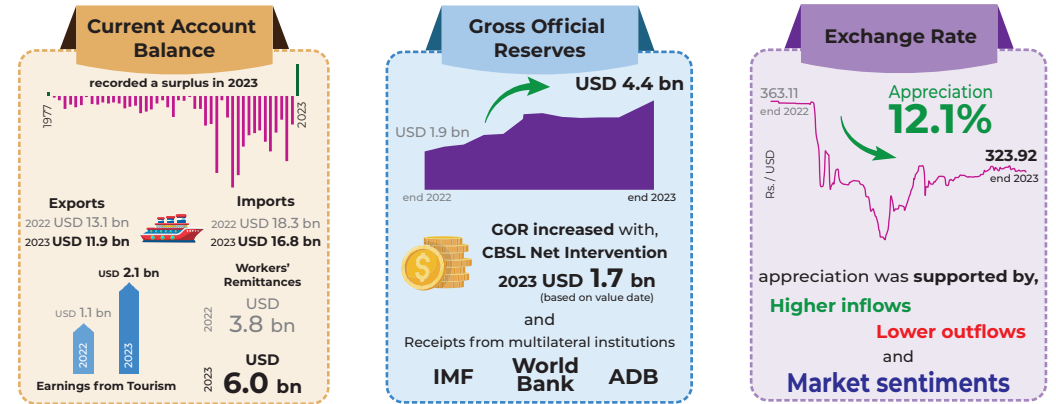 Current Account
Balance
recorded a surplus in 2023
1977
2023
Exports
2022 USD 13.1 bn
2023 USD 11.9 bn
Imports
2022 USD 18.3 bn
2023 USD 16.8 bn
USD 2.1 bn
USD 1.1 bn
2022
2023
Earnings from Tourism
Workers'
Remittances
2022
USD
3.8 bn
2023
USD
6.0 bn
Gross Official
Reserves
USD 4.4 bn
USD 1.9 bn
end 2022
end 2023
GOR increased with,
CBSL Net Intervention
2023 USD 1.7 bn
(based on value date)
and
Receipts from multilateral institutions
IMF
World
Bank
ADB
Exchange Rate
363.11
end 2022
Appreciation
12.1%
Rs./ USD
323.92
end 2023
appreciation was supported by,
Higher inflows
Lower outflows
and
Market sentiments